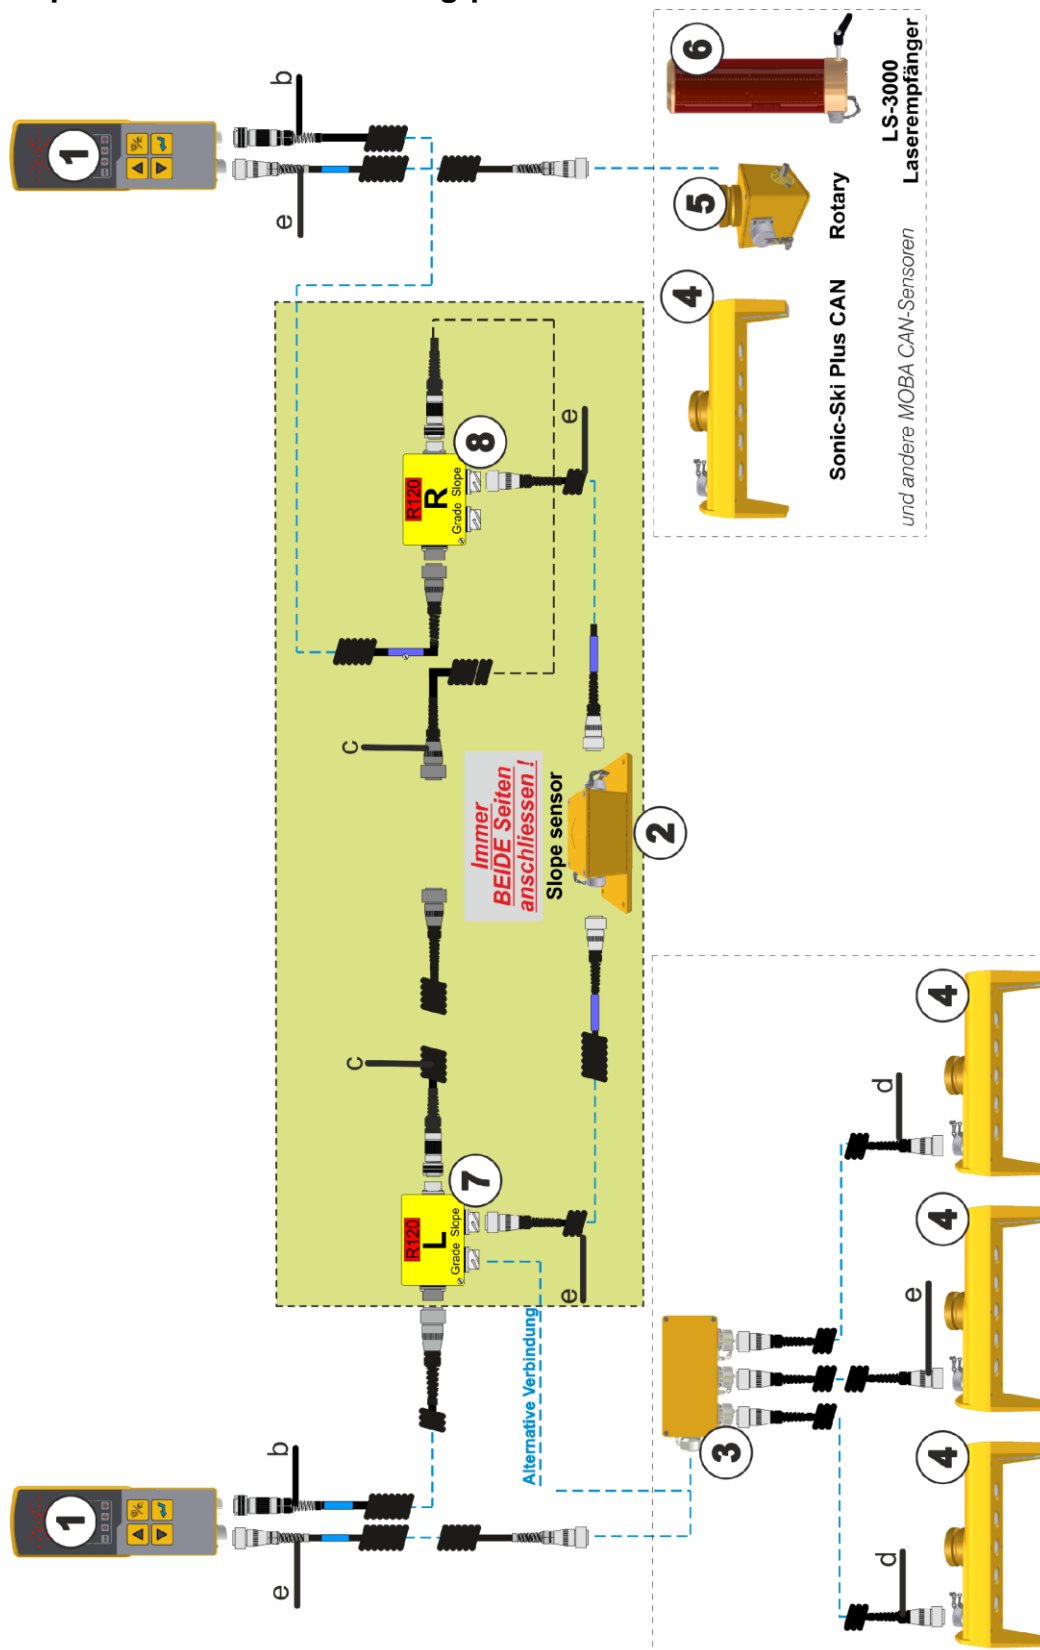 1
b
e
6
LS-3000
Laserempfänger
5
Rotary
4
Sonic-Ski Plus CAN
und andere MOBA CAN-Sensoren
R120
R
Grade Slope
8
e
c
Immer
BEIDE Seiten
anschliessen !
Slope sensor
2
c
R120
L
Grade Slope
7
e
Alternative Verbindung
1
b
e
3
4
d
4
e
4
d